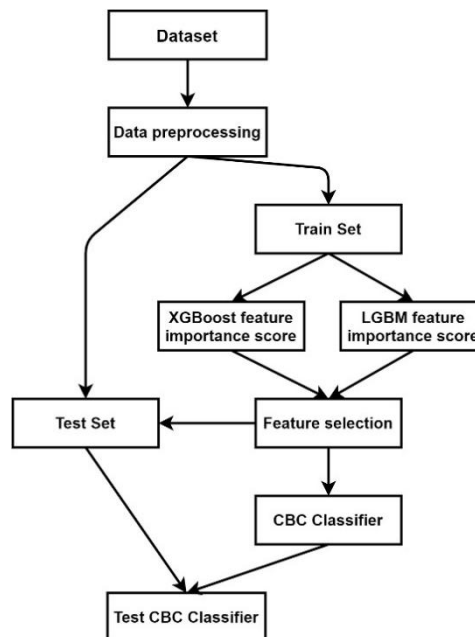 Dataset
Data preprocessing
Train Set
XGBoost feature
importance score
LGBM feature
importance score
Test Set
Feature selection
CBC Classifier
Test CBC Classifier